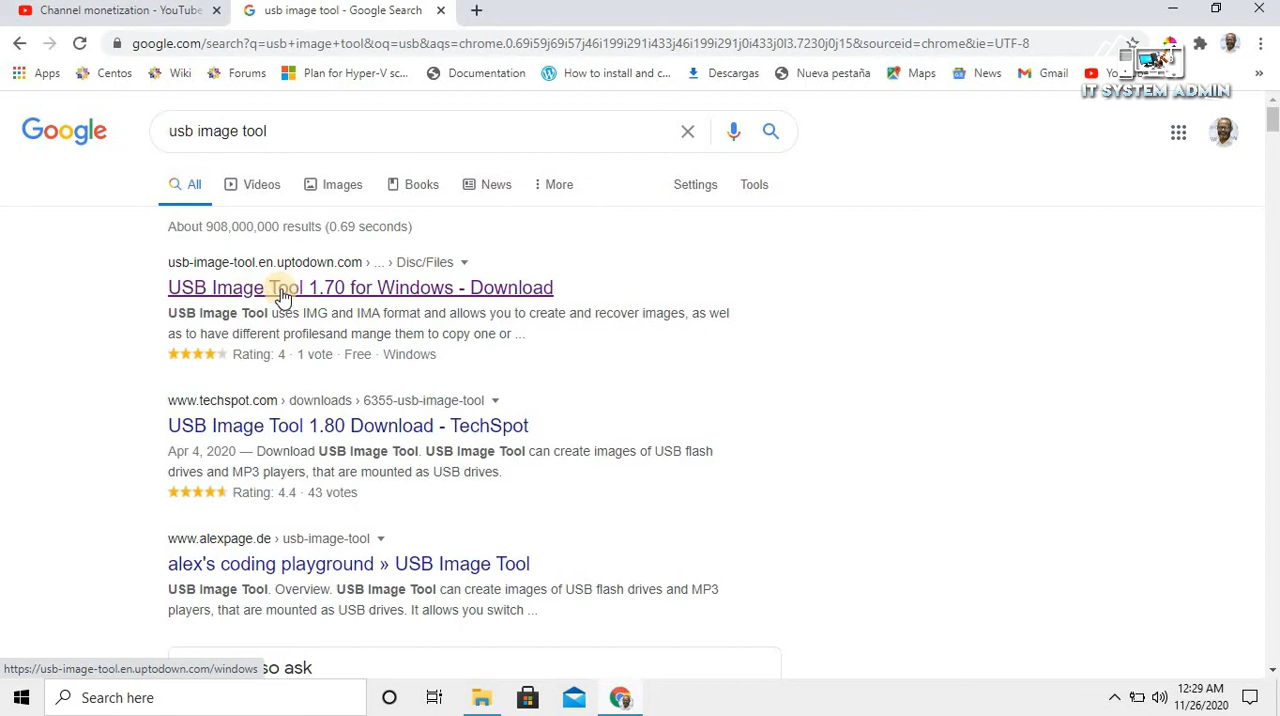 Channel monetization - YouTube
usb image tool - Google Search
google.com/search?q=usb+image+tool&oq=usb&aqs=chrome.0.69i59j69i57j46i199i291i433j46i199i291j0i433j0l3.7230j0j15&sourceid=chrome&ie=UTF-8
Apps Centos Wiki Forums Plan for Hyper-V sc... Documentation How to install and c... Descargas Nueva pestaña Maps News Gmail »
IT SYSTEM ADMIN
Google usb image tool
All Videos Images Books News More Settings Tools
About 908,000,000 results (0.69 seconds)
usb-image-tool.en.uptodown.com › ... › Disc/Files
USB Image Tool 1.70 for Windows - Download
USB Image Tool uses IMG and IMA format and allows you to create and recover images, as wel
as to have different profilesand mange them to copy one or ...
Rating: 4 · 1 vote · Free · Windows
www.techspot.com › downloads › 6355-usb-image-tool
USB Image Tool 1.80 Download - TechSpot
Apr 4, 2020 — Download USB Image Tool. USB Image Tool can create images of USB flash
drives and MP3 players, that are mounted as USB drives.
Rating: 4.4 · 43 votes
www.alexpage.de › usb-image-tool
alex's coding playground » USB Image Tool
USB Image Tool. Overview. USB Image Tool can create images of USB flash drives and MP3
players, that are mounted as USB drives. It allows you switch ...
so ask
https://usb-image-tool.en.uptodown.com/windows
Search here
12:29 AM
11/26/2020